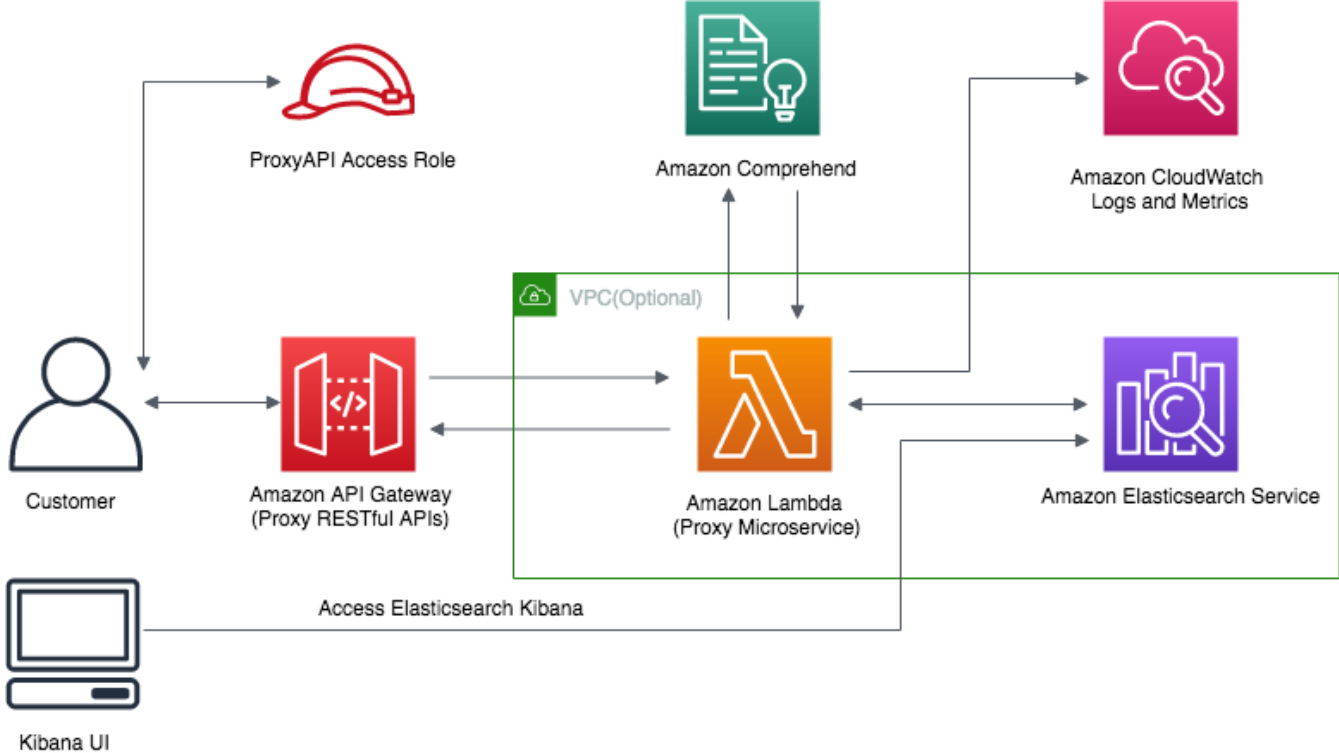 ProxyAPI Access Role
Amazon Comprehend
Amazon CloudWatch
Logs and Metrics
VPC(Optional)
</>
Customer
Amazon API Gateway
(Proxy RESTful APIs)
Amazon Lambda
(Proxy Microservice)
Amazon Elasticsearch Service
Access Elasticsearch Kibana
Kibana UI